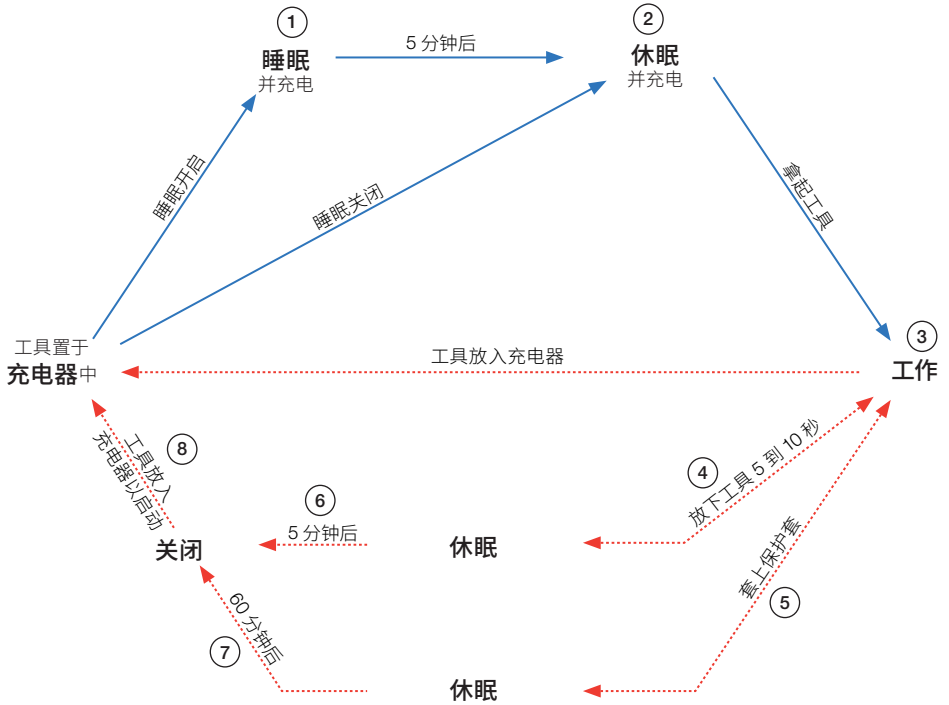 ①
睡眠
并充电
5 分钟后
②
休眠
并充电
睡眠开启
睡眠关闭
拿起工具
工具置于
充电器中
工具放入充电器
③
工作
工具放入
充电器以启动
⑧
④
放下工具 5 到 10 秒
⑥
5 分钟后
关闭
休眠
套上保护套
⑤
60 分钟后
⑦
休眠